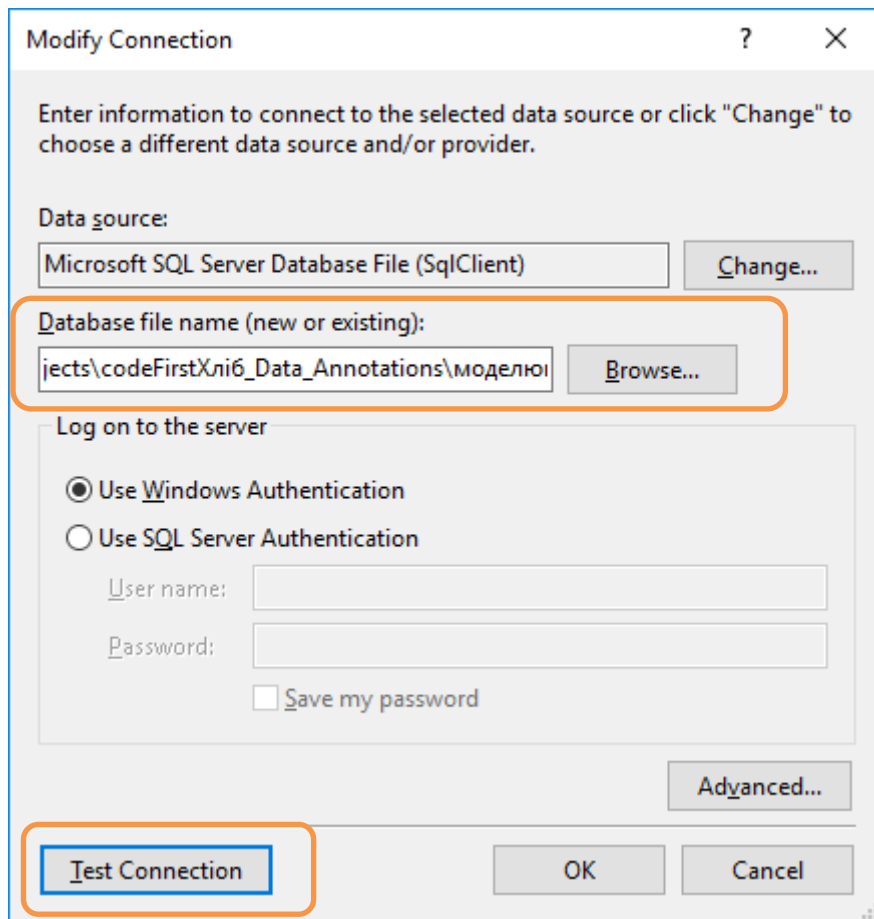 Modify Connection
?
Enter information to connect to the selected data source or click "Change" to
choose a different data source and/or provider.
Data source:
Microsoft SQL Server Database File (SqlClient)
Change...
Database file name (new or existing):
jects\codeFirstХліб_Data_Annotations\моделюв
Browse...
Log on to the server
Use Windows Authentication
Use SQL Server Authentication
User name:
Password:
Save my password
Advanced...
Test Connection
OK
Cancel